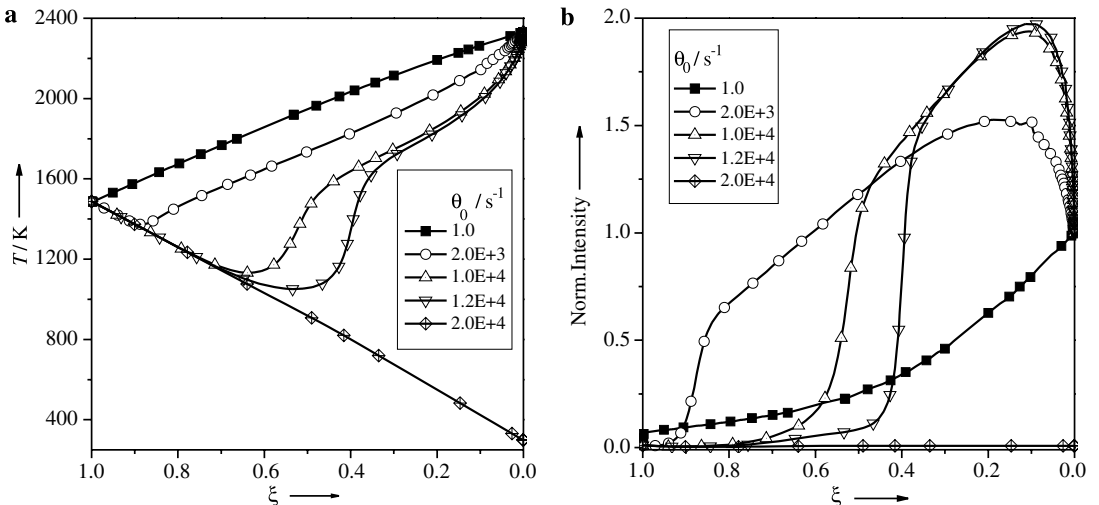 a
2400
2000
1600
1200
800
400
T / K
θ0 / s-1
1.0
2.0E+3
1.0E+4
1.2E+4
2.0E+4
1.0 0.8 0.6 0.4 0.2 0.0
ξ
b
2.0
1.5
1.0
0.5
0.0
Norm.Intensity
θ0 / s-1
1.0
2.0E+3
1.0E+4
1.2E+4
2.0E+4
1.0 0.8 0.6 0.4 0.2 0.0
ξ